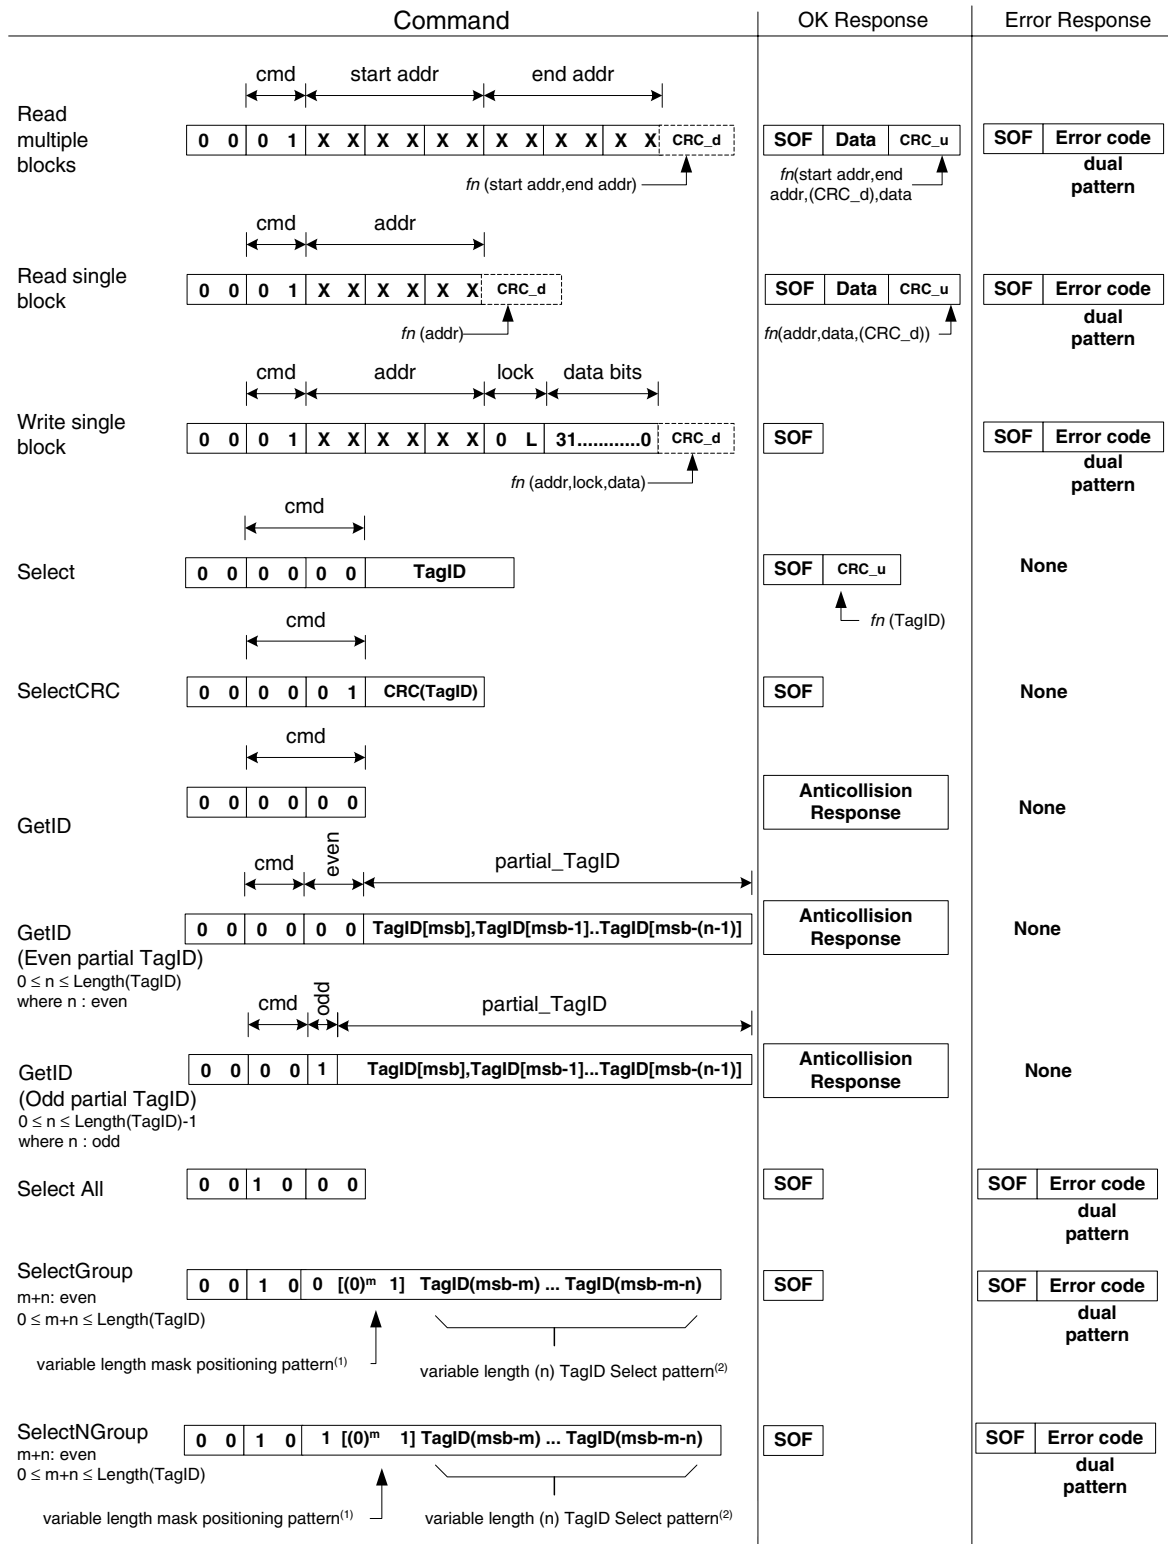 Command OK Response Error Response
cmd start addr end addr
Read
multiple
blocks
0 0 0 1 X X X X X X X X X X X X CRC_d
fn (start addr,end addr)
SOF Data CRC_u
fn(start addr,end
addr,(CRC_d),data
SOF Error code
dual
pattern
cmd addr
Read single
block
0 0 0 1 X X X X X X CRC_d
fn (addr)
SOF Data CRC_u
fn(addr,data,(CRC_d))
SOF Error code
dual
pattern
cmd addr lock data bits
Write single
block
0 0 0 1 X X X X X X 0 L 31............0 CRC_d
fn (addr,lock,data)
SOF
SOF Error code
dual
pattern
cmd
Select
0 0 0 0 0 0 TagID
SOF CRC_u
fn (TagID)
None
cmd
SelectCRC
0 0 0 0 0 1 CRC(TagID)
SOF
None
cmd
GetID
0 0 0 0 0 0
Anticollision
Response
None
cmd even partial_TagID
GetID
(Even partial TagID)
0 ≤ n ≤ Length(TagID)
where n : even
0 0 0 0 0 0 TagID[msb],TagID[msb-1]..TagID[msb-(n-1)]
Anticollision
Response
None
cmd odd partial_TagID
GetID
(Odd partial TagID)
0 ≤ n ≤ Length(TagID)-1
where n : odd
0 0 0 0 1 TagID[msb],TagID[msb-1]...TagID[msb-(n-1)]
Anticollision
Response
None
Select All
0 0 1 0 0 0
SOF
SOF Error code
dual
pattern
SelectGroup
m+n: even
0 ≤ m+n ≤ Length(TagID)
0 0 1 0 0 [(0)ᵐ 1] TagID(msb-m) ... TagID(msb-m-n)
variable length mask positioning pattern⁽¹⁾
variable length (n) TagID Select pattern⁽²⁾
SOF
SOF Error code
dual
pattern
SelectNGroup
m+n: even
0 ≤ m+n ≤ Length(TagID)
0 0 1 0 1 [(0)ᵐ 1] TagID(msb-m) ... TagID(msb-m-n)
variable length mask positioning pattern⁽¹⁾
variable length (n) TagID Select pattern⁽²⁾
SOF
SOF Error code
dual
pattern